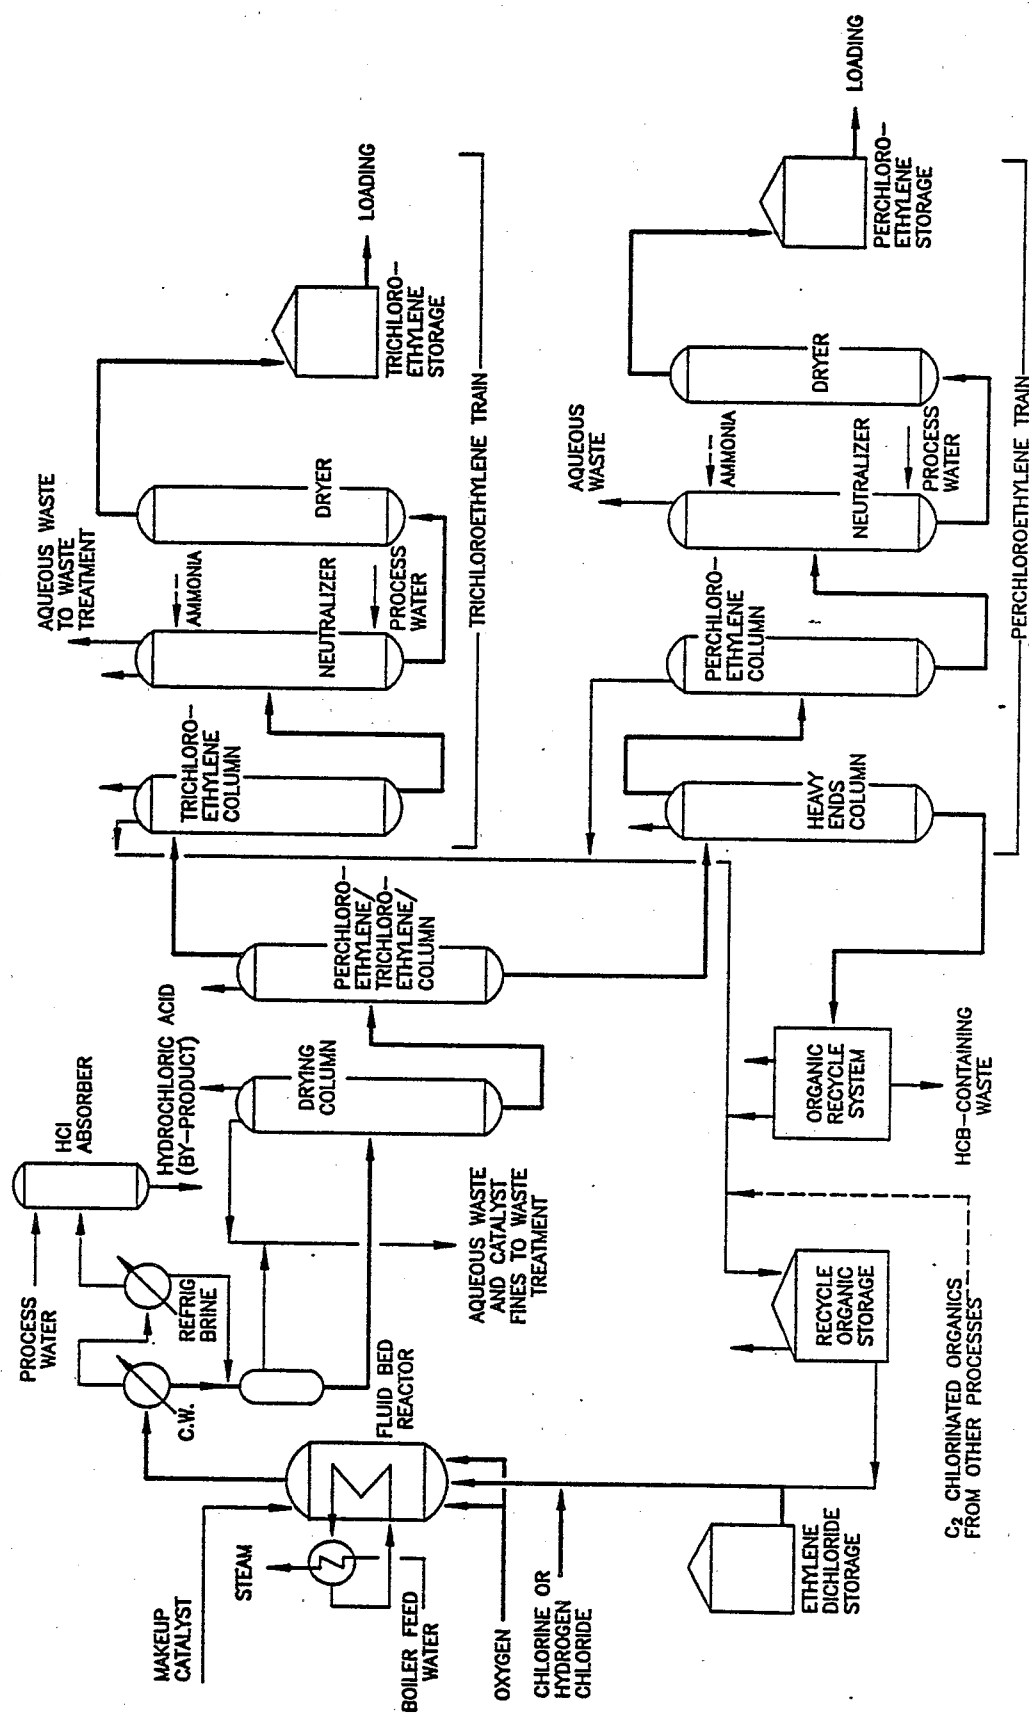 MAKEUP
CATALYST
STEAM
BOILER FEED
WATER
OXYGEN
CHLORINE OR
HYDROGEN
CHLORIDE
ETHYLENE
DICHLORIDE
STORAGE
FLUID BED
REACTOR
C.W.
REFRIG
BRINE
PROCESS
WATER
HCl
ABSORBER
HYDROCHLORIC ACID
(BY-PRODUCT)
AQUEOUS WASTE
AND CATALYST
FINES TO WASTE
TREATMENT
DRYING
COLUMN
PERCHLORO-
ETHYLENE/
TRICHLORO-
ETHYLENE/
COLUMN
RECYCLE
ORGANIC
STORAGE
C2 CHLORINATED ORGANICS
FROM OTHER PROCESSES
ORGANIC
RECYCLE
SYSTEM
HCB-CONTAINING
WASTE
TRICHLORO-
ETHYLENE
COLUMN
AQUEOUS WASTE
TO WASTE
TREATMENT
AMMONIA
NEUTRALIZER
PROCESS
WATER
DRYER
TRICHLORO-
ETHYLENE
STORAGE
LOADING
TRICHLOROETHYLENE TRAIN
HEAVY
ENDS
COLUMN
PERCHLORO-
ETHYLENE
COLUMN
AQUEOUS
WASTE
AMMONIA
NEUTRALIZER
PROCESS
WATER
DRYER
PERCHLORO-
ETHYLENE
STORAGE
LOADING
PERCHLOROETHYLENE TRAIN